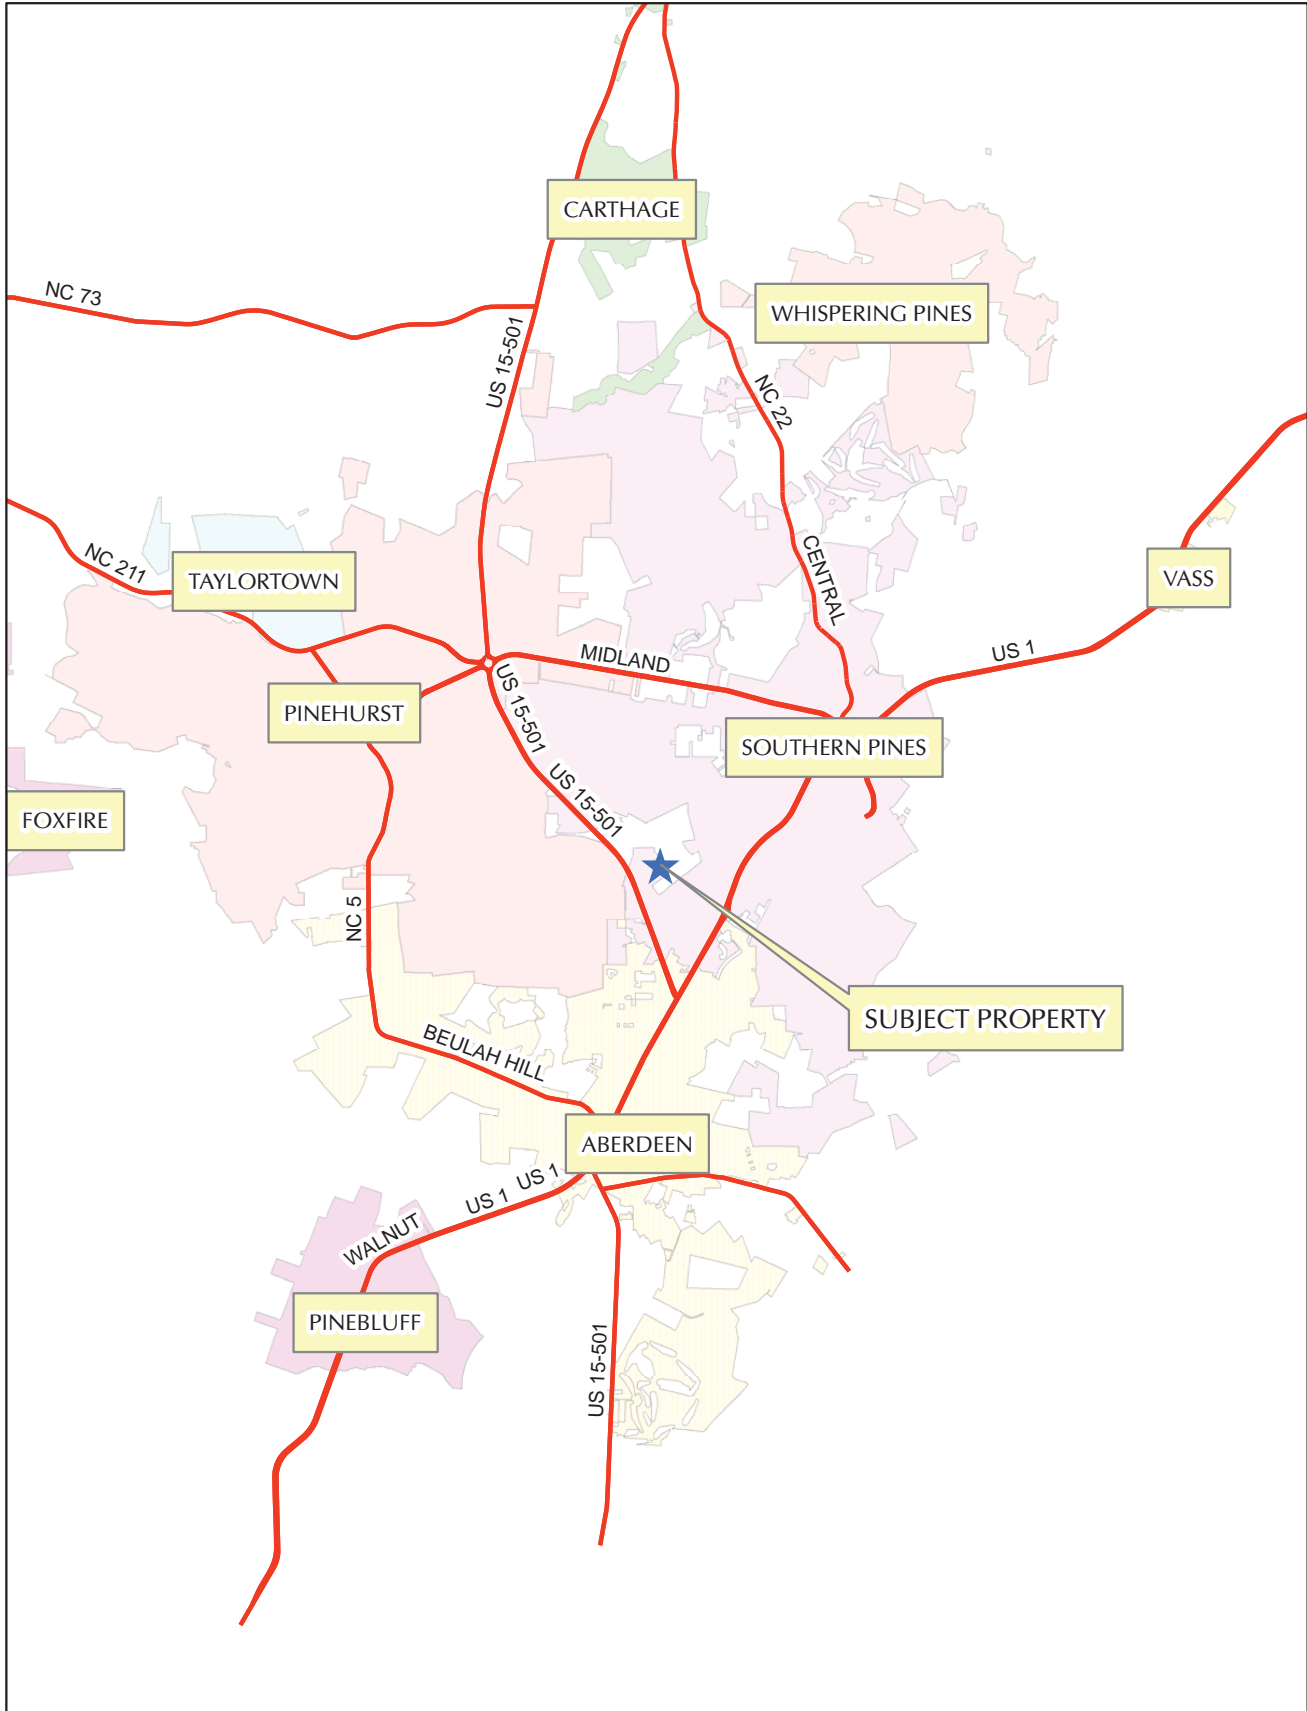 CARTHAGE
NC 73
WHISPERING PINES
US 15-501
NC 22
NC 211
TAYLORTOWN
CENTRAL
VASS
MIDLAND
US 1
PINEHURST
US 15-501
SOUTHERN PINES
US 15-501
FOXFIRE
NC 5
SUBJECT PROPERTY
BEULAH HILL
ABERDEEN
US 1
US 1
WALNUT
PINEBLUFF
US 15-501